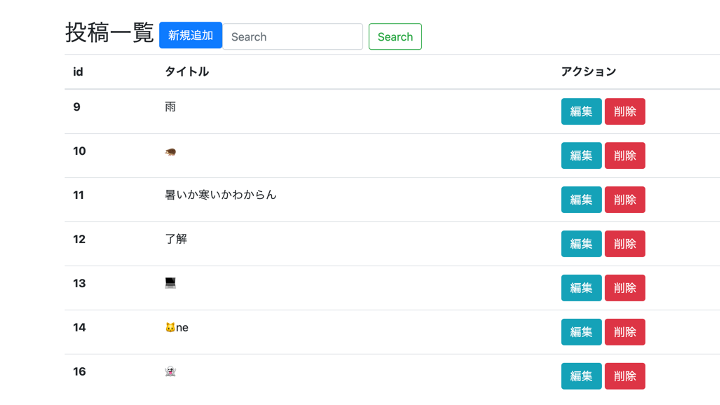 投稿一覧 新規追加 Search Search
id タイトル アクション
9 雨 編集 削除
10 🦔 編集 削除
11 暑いか寒いかわからん 編集 削除
12 了解 編集 削除
13 💻 編集 削除
14 🐱ne 編集 削除
16 👻 編集 削除